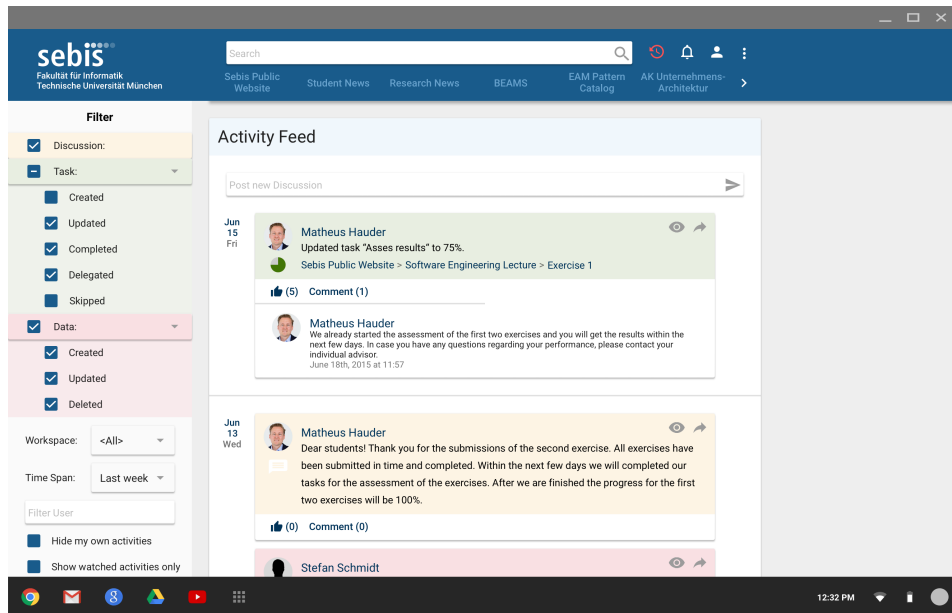 sebis
Fakultät für Informatik
Technische Universität München
Search
Sebis Public
Website
Student News
Research News
BEAMS
EAM Pattern
Catalog
AK Unternehmens-
Architektur
Filter
Discussion:
Task:
Created
Updated
Completed
Delegated
Skipped
Data:
Created
Updated
Deleted
Workspace:
<All>
Time Span:
Last week
Filter User
Hide my own activities
Show watched activities only
Activity Feed
Post new Discussion
Jun
15
Fri
Matheus Hauder
Updated task "Asses results" to 75%.
Sebis Public Website > Software Engineering Lecture > Exercise 1
(5) Comment (1)
Matheus Hauder
We already started the assessment of the first two exercises and you will get the results within the
next few days. In case you have any questions regarding your performance, please contact your
individual advisor.
June 18th, 2015 at 11:57
Jun
13
Wed
Matheus Hauder
Dear students! Thank you for the submissions of the second exercise. All exercises have
been submitted in time and completed. Within the next few days we will completed our
tasks for the assessment of the exercises. After we are finished the progress for the first
two exercises will be 100%.
(0) Comment (0)
Stefan Schmidt
8
12:32 PM